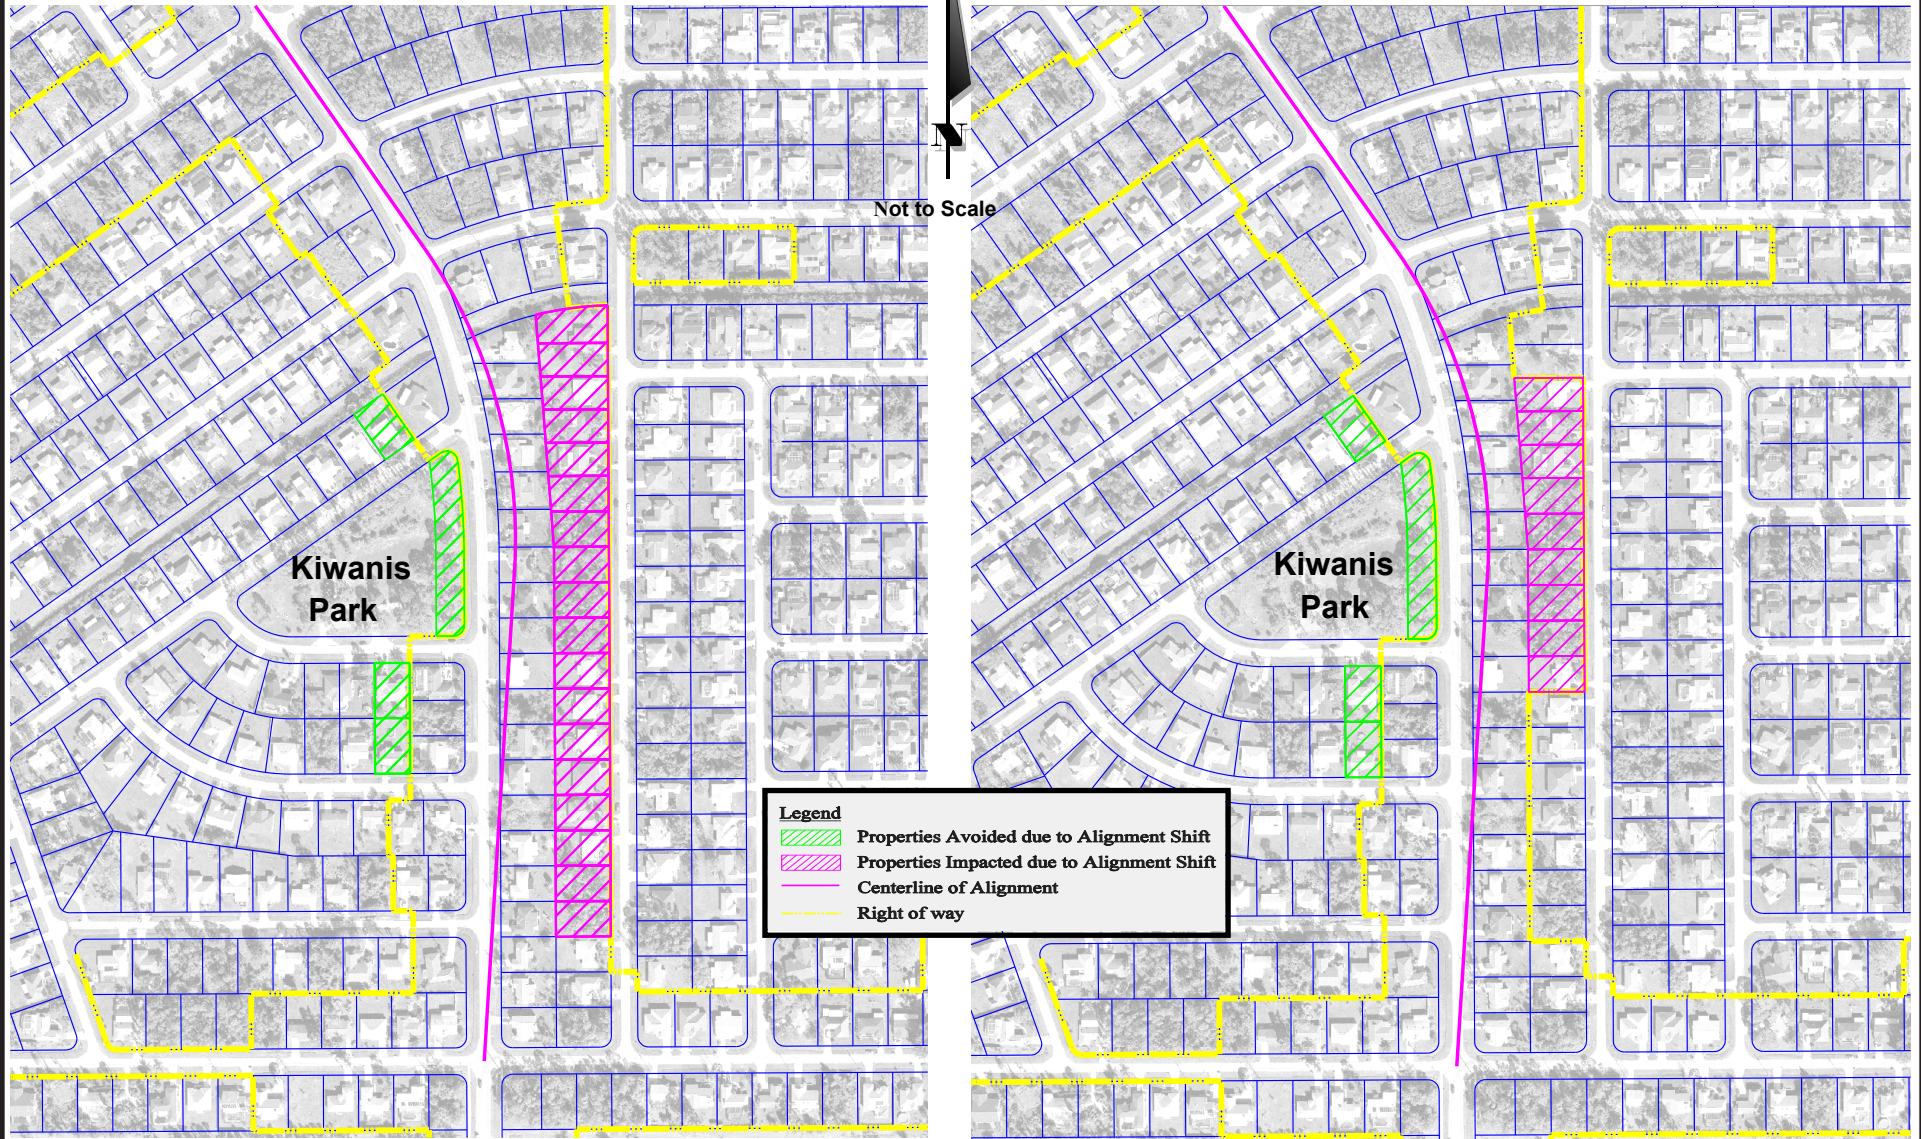 N
Not to Scale
Kiwanis
Park
Kiwanis
Park
Legend
Properties Avoided due to Alignment Shift
Properties Impacted due to Alignment Shift
Centerline of Alignment
Right of way